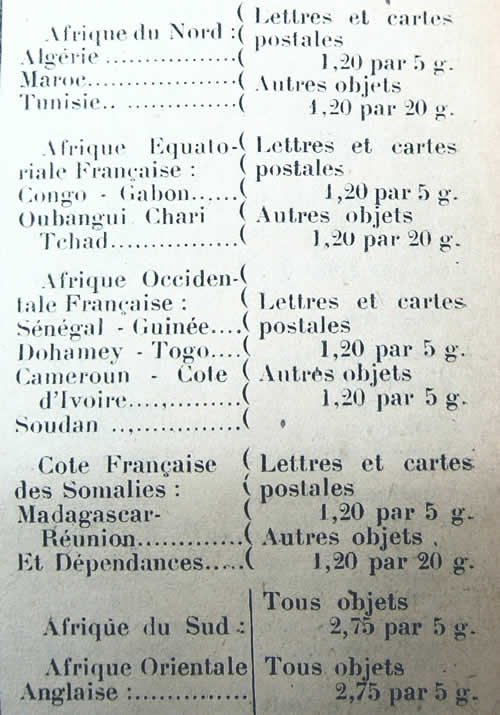 Afrique du Nord : ( Lettres et cartes
Algérie ................( postales
1,20 par 5 g.
Maroc..................( Autres objets
Tunisie.. ...............( 1,20 par 20 g.
Afrique Equato-( Lettres et cartes
riale Française : ( postales
Congo - Gabon......( 1,20 par 5 g.
Oubangui Chari ( Autres objets
Tchad................( 1,20 par 20 g.
Afrique Occiden-(
tale Française : ( Lettres et cartes
Sénégal - Guinée....( postales
Dohamey - Togo....( 1,20 par 5 g.
Cameroun - Cote ( Autres objets
d'Ivoire....,.........( 1,20 par 5 g.
Soudan ..,.............(
Cote Française ( Lettres et cartes
des Somalies : ( postales
Madagascar- ( 1,20 par 5 g.
Réunion.............( Autres objets
Et Dépendances.....( 1,20 par 20 g.
Tous objets
Afrique du Sud : 2,75 par 5 g.
Afrique Orientale Tous objets
Anglaise :.............. 2,75 par 5 g.